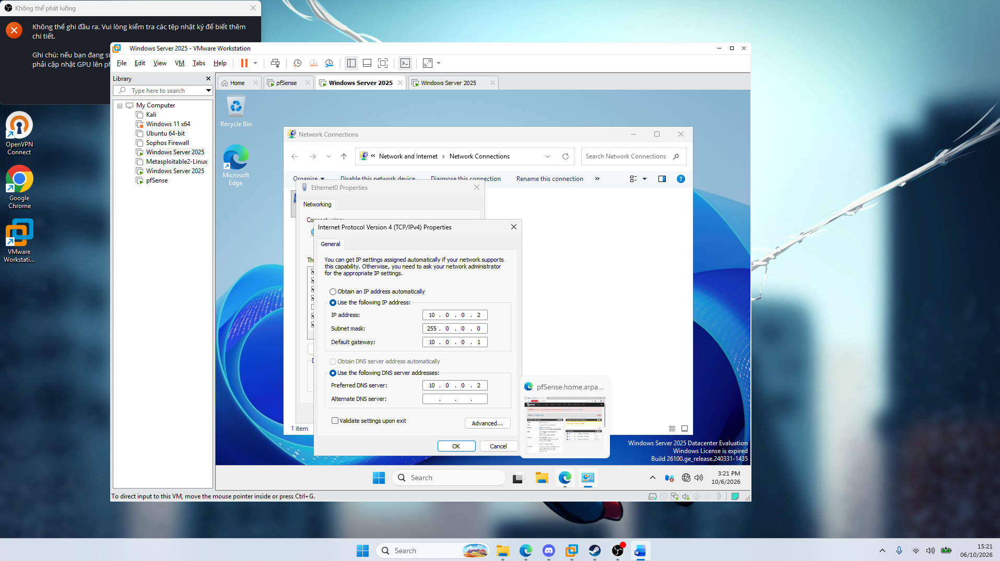 Không thể phát luồng
Không thể ghi đầu ra. Vui lòng kiểm tra các tệp nhật ký để biết thêm
chi tiết.
Ghi chú: nếu bạn đang
phải cập nhật GPU lên
OpenVPN
Connect
Google
Chrome
VMware
Workstati...
Windows Server 2025 - VMware Workstation
File Edit View VM Tabs Help
Library
Type here to search
My Computer
Kali
Windows 11 x64
Ubuntu 64-bit
Sophos Firewall
Windows Server 2025
Metasploitable2-Linux
Windows Server 2025
pfSense
Home pfSense Windows Server 2025 Windows Server 2025
Recycle Bin
Microsoft
Edge
Network Connections
« Network and Internet › Network Connections
Search Network Connections
Organize Disable this network device Diagnose this connection Rename this connection »
Ethernet0 Properties
Networking
Connect using:
Internet Protocol Version 4 (TCP/IPv4) Properties
General
You can get IP settings assigned automatically if your network supports
this capability. Otherwise, you need to ask your network administrator
for the appropriate IP settings.
Obtain an IP address automatically
Use the following IP address:
IP address: 10 . 0 . 0 . 2
Subnet mask: 255 . 0 . 0 . 0
Default gateway: 10 . 0 . 0 . 1
Obtain DNS server address automatically
Use the following DNS server addresses:
Preferred DNS server: 10 . 0 . 0 . 2
Alternate DNS server: . . .
Validate settings upon exit
Advanced...
OK Cancel
1 item
pfSense.home.arpa...
Windows Server 2025 Datacenter Evaluation
Windows License is expired
Build 26100.ge_release.240331-1435
Search
3:21 PM
10/6/2026
To direct input to this VM, move the mouse pointer inside or press Ctrl+G.
Search
15:21
06/10/2026